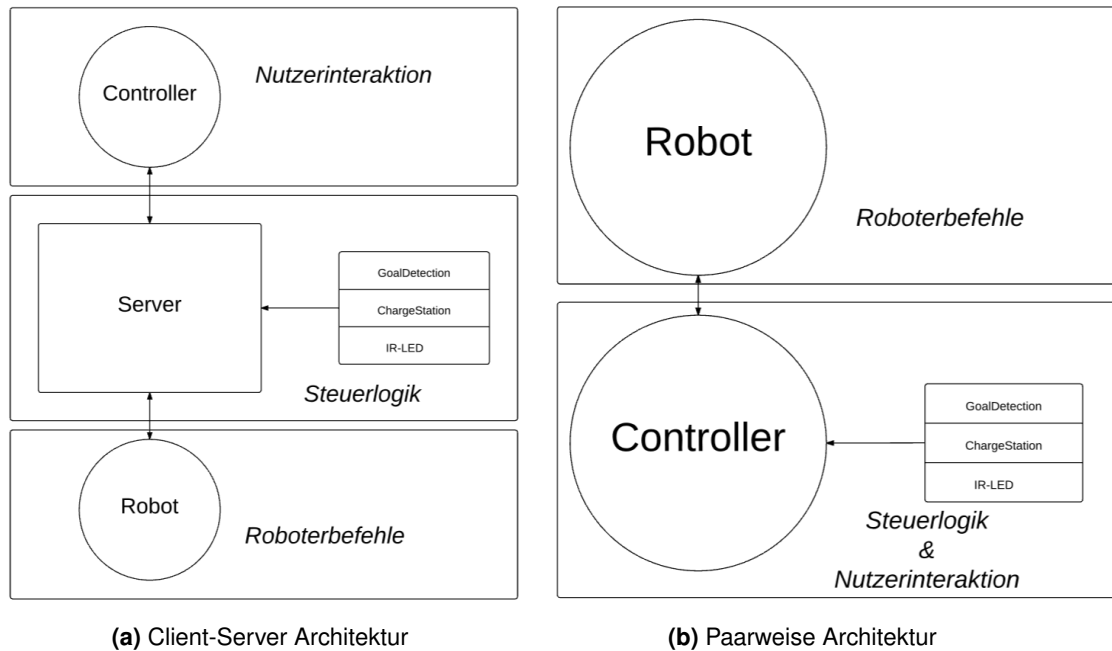 Controller
Nutzerinteraktion
Server
GoalDetection
ChargeStation
IR-LED
Steuerlogik
Robot
Roboterbefehle
(a) Client-Server Architektur
Robot
Roboterbefehle
Controller
GoalDetection
ChargeStation
IR-LED
Steuerlogik
&
Nutzerinteraktion
(b) Paarweise Architektur